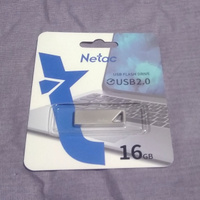 Netac
USB FLASH DRIVE
USB2.0
16GB